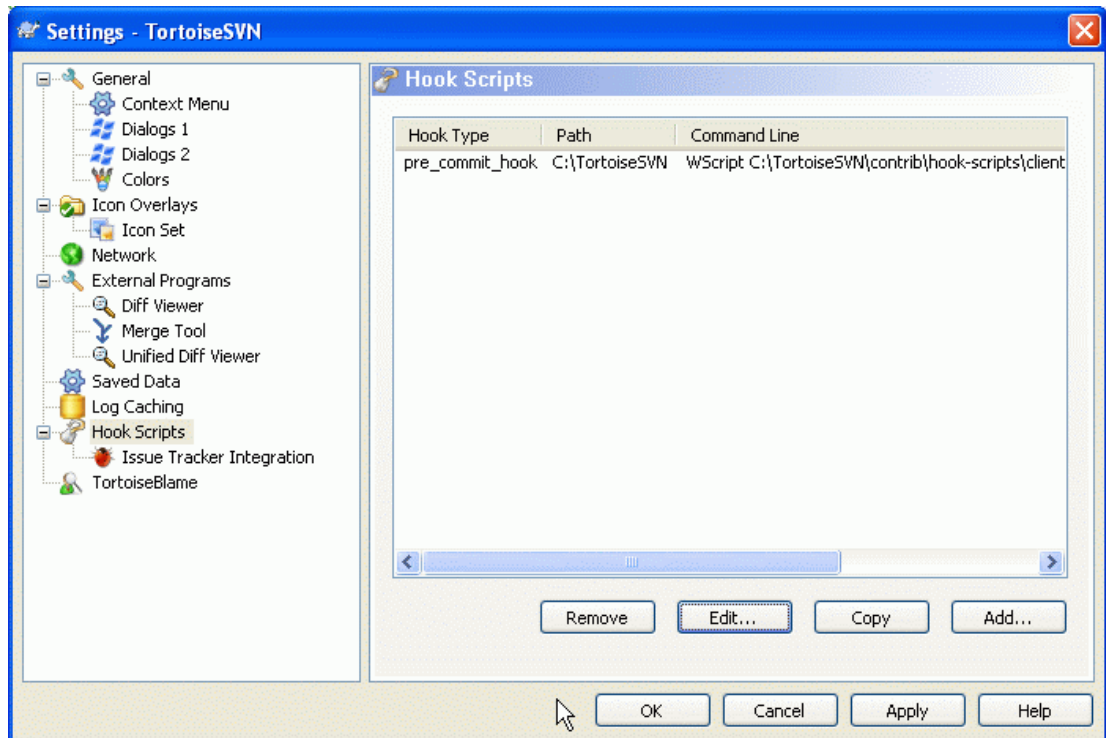 Settings - TortoiseSVN
General
Context Menu
Dialogs 1
Dialogs 2
Colors
Icon Overlays
Icon Set
Network
External Programs
Diff Viewer
Merge Tool
Unified Diff Viewer
Saved Data
Log Caching
Hook Scripts
Issue Tracker Integration
TortoiseBlame
Hook Scripts
Hook Type Path Command Line
pre_commit_hook C:\TortoiseSVN WScript C:\TortoiseSVN\contrib\hook-scripts\client
Remove Edit... Copy Add...
OK Cancel Apply Help